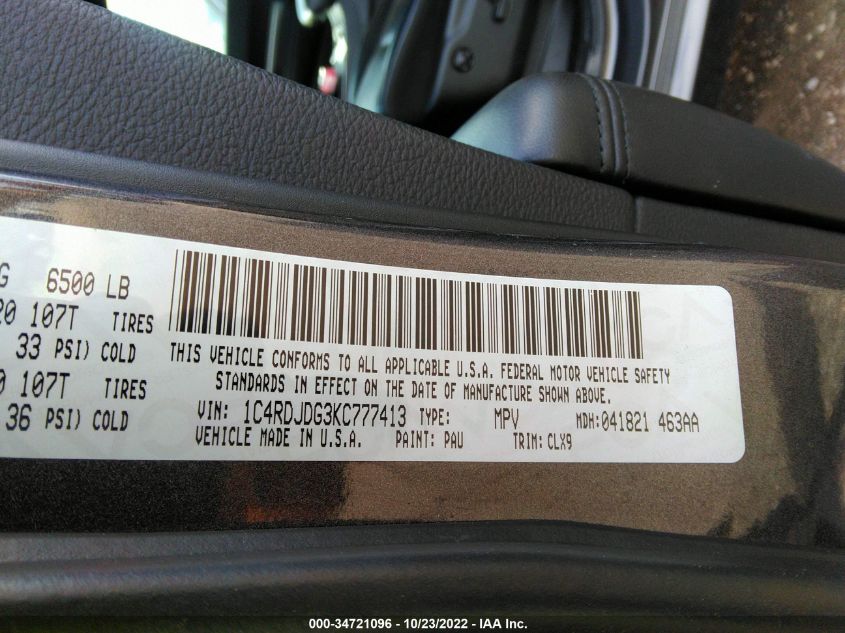 G 6500 LB
20 107T TIRES
33 PSI) COLD
0 107T TIRES
36 PSI) COLD
THIS VEHICLE CONFORMS TO ALL APPLICABLE U.S.A. FEDERAL MOTOR VEHICLE SAFETY
STANDARDS IN EFFECT ON THE DATE OF MANUFACTURE SHOWN ABOVE.
VIN: 1C4RDJDG3KC777413 TYPE: MPV MDH:041821 463AA
VEHICLE MADE IN U.S.A. PAINT: PAU TRIM: CLX9
000-34721096 - 10/23/2022 - IAA Inc.